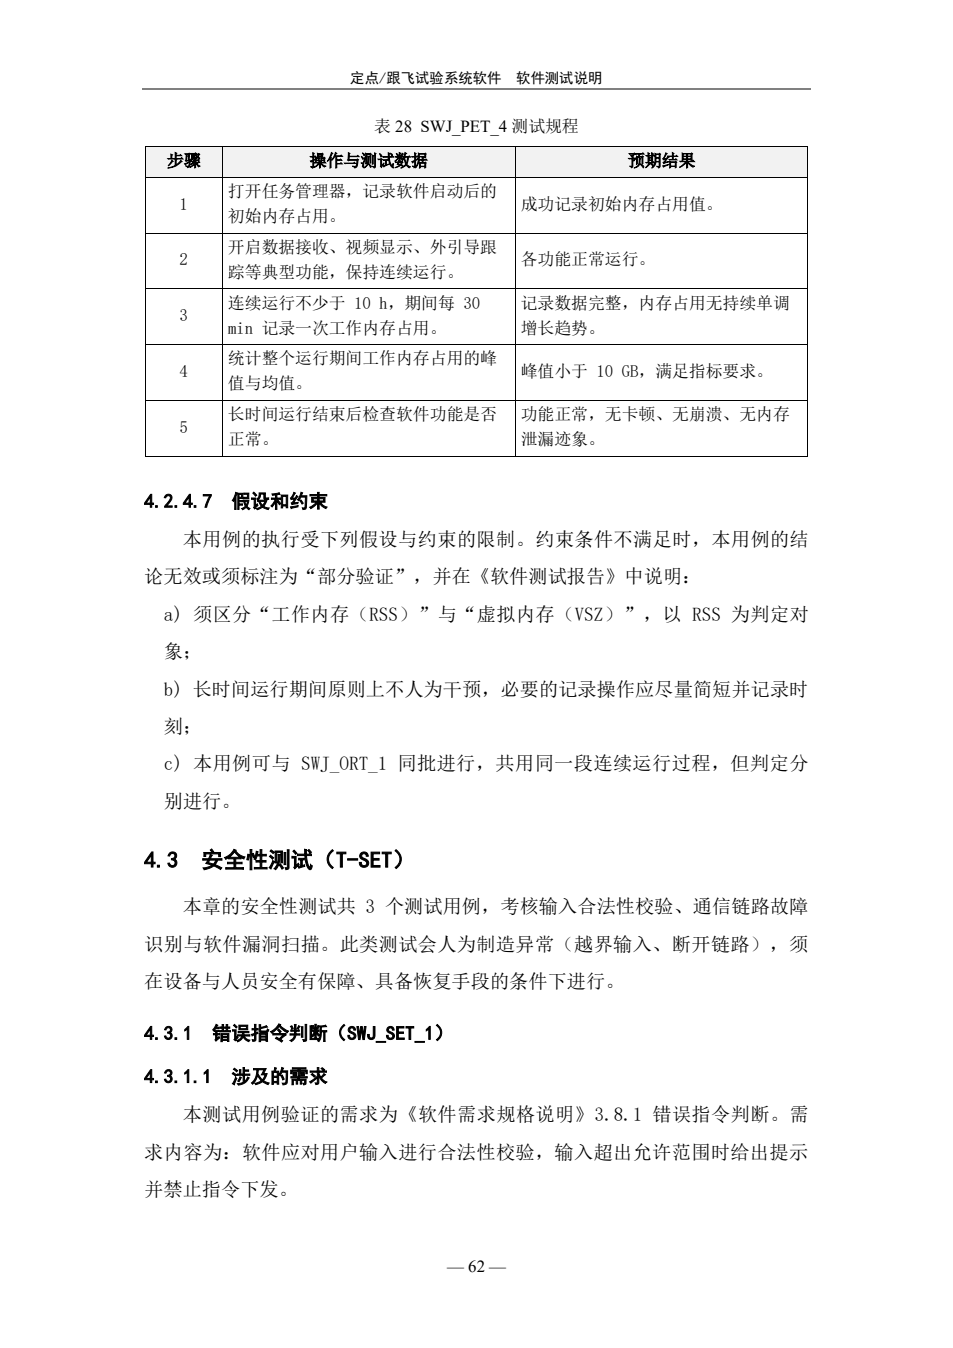 定点/跟飞试验系统软件　软件测试说明
表 28 SWJ_PET_4 测试规程
步骤 操作与测试数据 预期结果
1 打开任务管理器，记录软件启动后的初始内存占用。 成功记录初始内存占用值。
2 开启数据接收、视频显示、外引导跟踪等典型功能，保持连续运行。 各功能正常运行。
3 连续运行不少于 10 h，期间每 30 min 记录一次工作内存占用。 记录数据完整，内存占用无持续单调增长趋势。
4 统计整个运行期间工作内存占用的峰值与均值。 峰值小于 10 GB，满足指标要求。
5 长时间运行结束后检查软件功能是否正常。 功能正常，无卡顿、无崩溃、无内存泄漏迹象。
4.2.4.7　假设和约束
本用例的执行受下列假设与约束的限制。约束条件不满足时，本用例的结
论无效或须标注为“部分验证”，并在《软件测试报告》中说明：
a) 须区分“工作内存（RSS）”与“虚拟内存（VSZ）”，以 RSS 为判定对
象；
b) 长时间运行期间原则上不人为干预，必要的记录操作应尽量简短并记录时
刻；
c) 本用例可与 SWJ_ORT_1 同批进行，共用同一段连续运行过程，但判定分
别进行。
4.3　安全性测试（T-SET）
本章的安全性测试共 3 个测试用例，考核输入合法性校验、通信链路故障
识别与软件漏洞扫描。此类测试会人为制造异常（越界输入、断开链路），须
在设备与人员安全有保障、具备恢复手段的条件下进行。
4.3.1　错误指令判断（SWJ_SET_1）
4.3.1.1　涉及的需求
本测试用例验证的需求为《软件需求规格说明》3.8.1 错误指令判断。需
求内容为：软件应对用户输入进行合法性校验，输入超出允许范围时给出提示
并禁止指令下发。
— 62 —